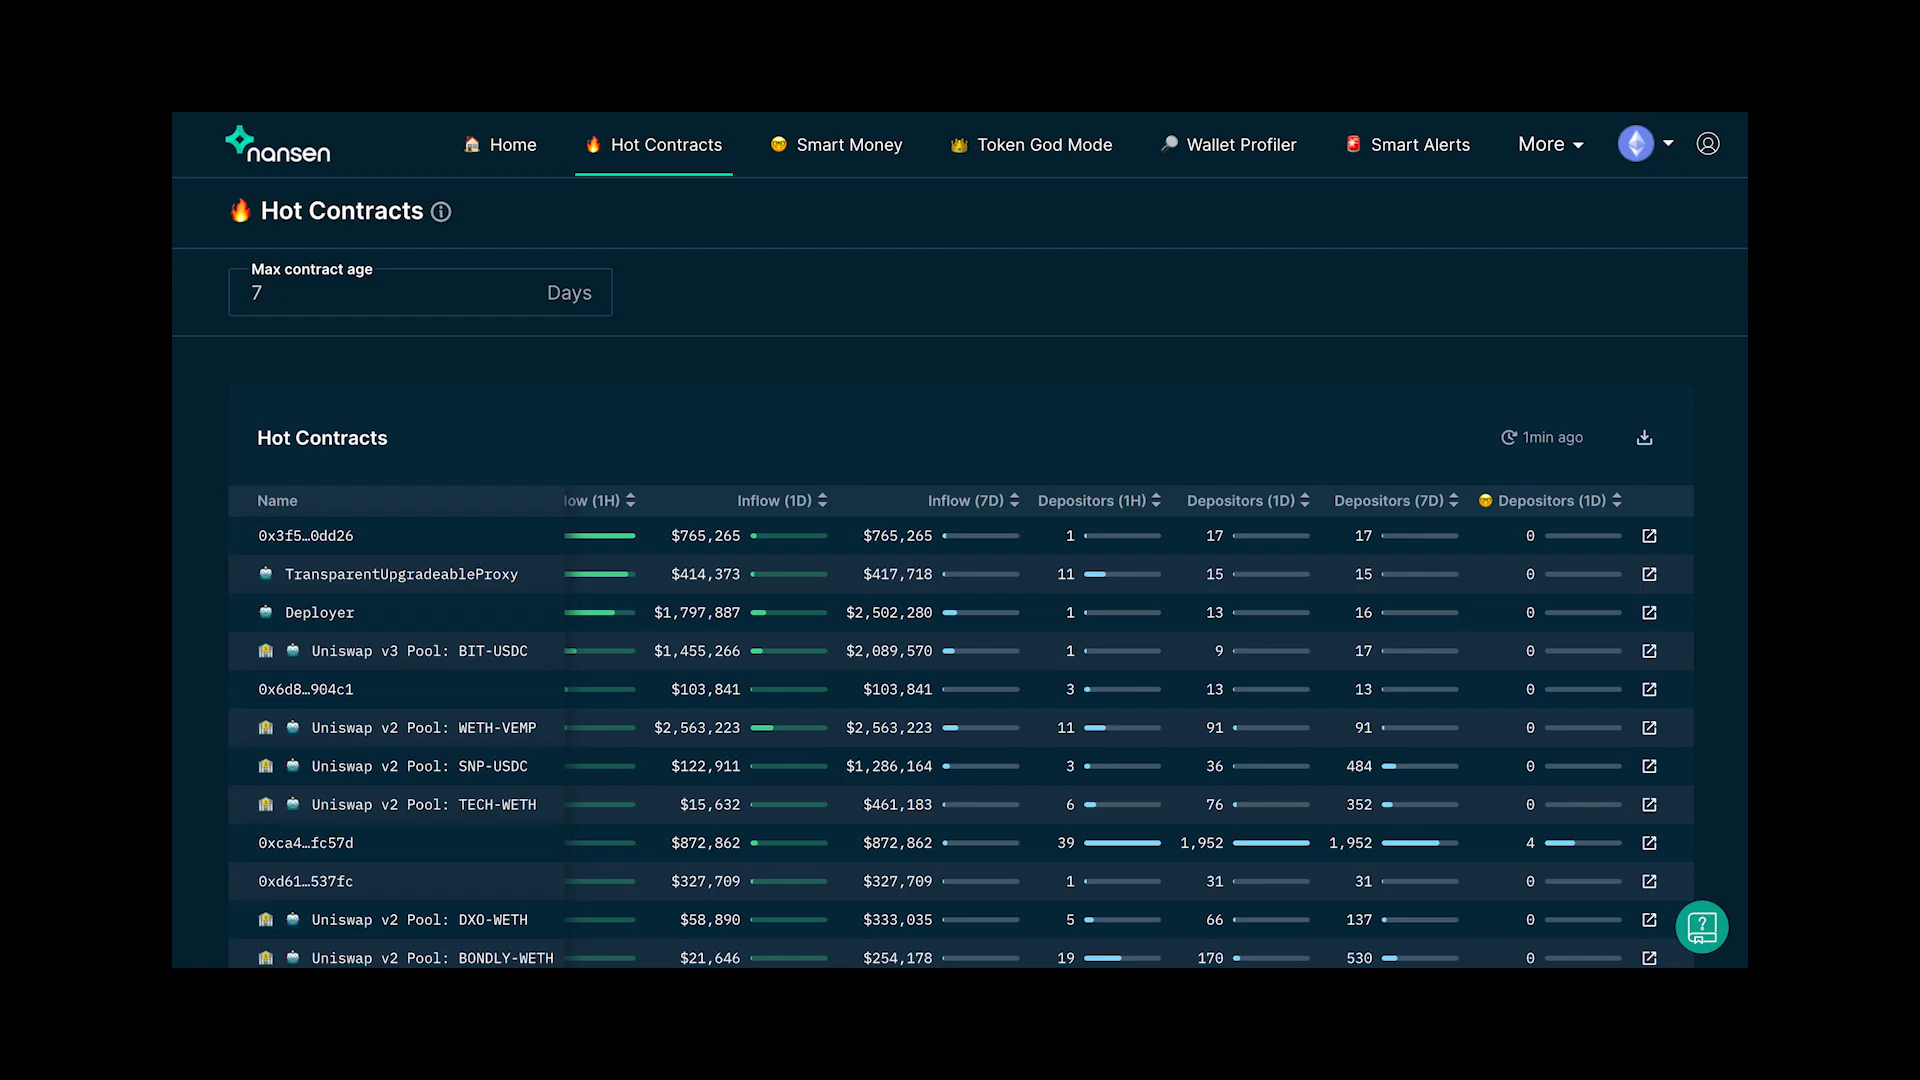 nansen Home Hot Contracts Smart Money Token God Mode Wallet Profiler Smart Alerts More
Hot Contracts
Max contract age
7 Days
Hot Contracts 1min ago
Name low (1H) Inflow (1D) Inflow (7D) Depositors (1H) Depositors (1D) Depositors (7D) Depositors (1D)
0x3f5…0dd26 $765,265 $765,265 1 17 17 0
TransparentUpgradeableProxy $414,373 $417,718 11 15 15 0
Deployer $1,797,887 $2,502,280 1 13 16 0
Uniswap v3 Pool: BIT-USDC $1,455,266 $2,089,570 1 9 17 0
0x6d8…904c1 $103,841 $103,841 3 13 13 0
Uniswap v2 Pool: WETH-VEMP $2,563,223 $2,563,223 11 91 91 0
Uniswap v2 Pool: SNP-USDC $122,911 $1,286,164 3 36 484 0
Uniswap v2 Pool: TECH-WETH $15,632 $461,183 6 76 352 0
0xca4…fc57d $872,862 $872,862 39 1,952 1,952 4
0xd61…537fc $327,709 $327,709 1 31 31 0
Uniswap v2 Pool: DXO-WETH $58,890 $333,035 5 66 137 0
Uniswap v2 Pool: BONDLY-WETH $21,646 $254,178 19 170 530 0